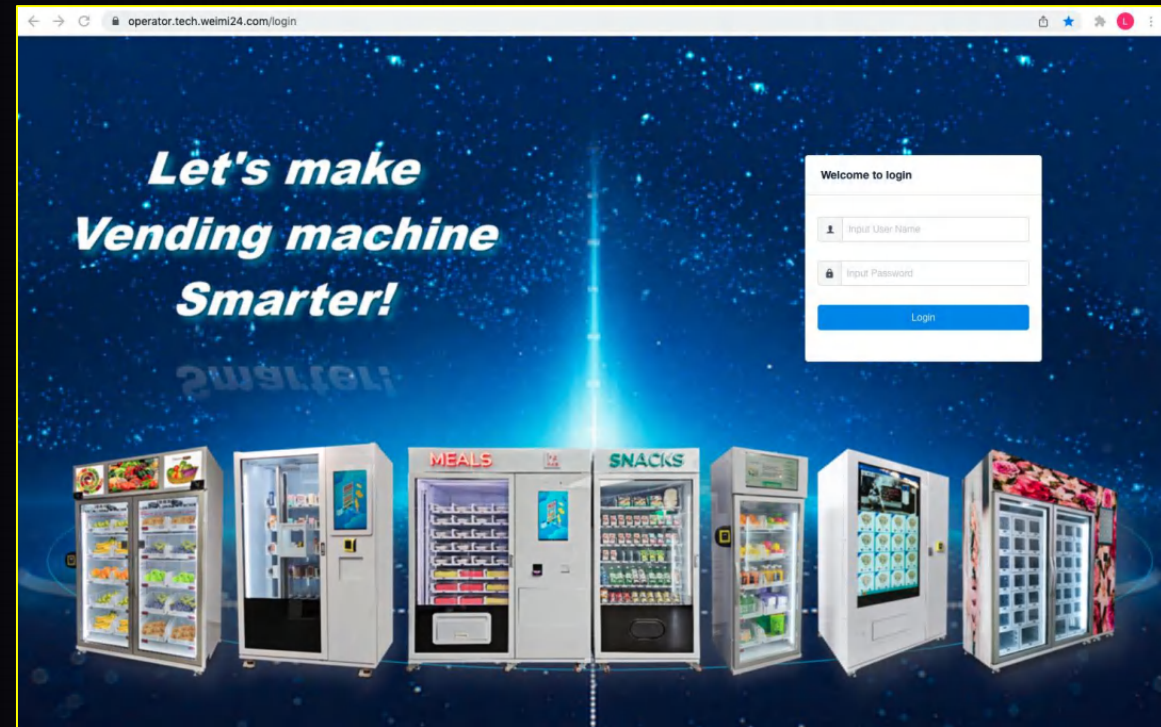 operator.tech.weimi24.com/login
L
Let's make
Vending machine
Smarter!
Welcome to login
Input User Name
Input Password
Login
Smarter!
MEALS
SNACKS